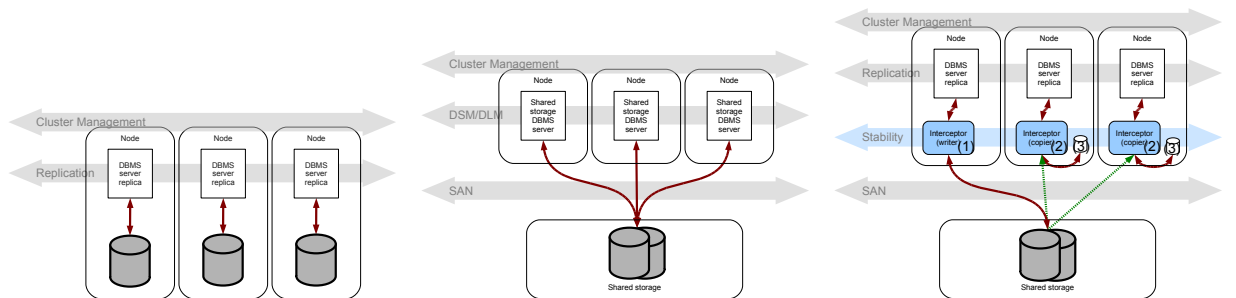 Cluster Management
Node
Node
Node
Replication
DBMS
server
replica
DBMS
server
replica
DBMS
server
replica
Cluster Management
Node
Node
Node
DSM/DLM
Shared
storage
DBMS
server
Shared
storage
DBMS
server
Shared
storage
DBMS
server
SAN
Shared storage
Cluster Management
Node
Node
Node
Replication
DBMS
server
replica
DBMS
server
replica
DBMS
server
replica
Stability
Interceptor
(writer)(1)
Interceptor
(copier)(2)
(3)
Interceptor
(copier)(2)
(3)
SAN
Shared storage